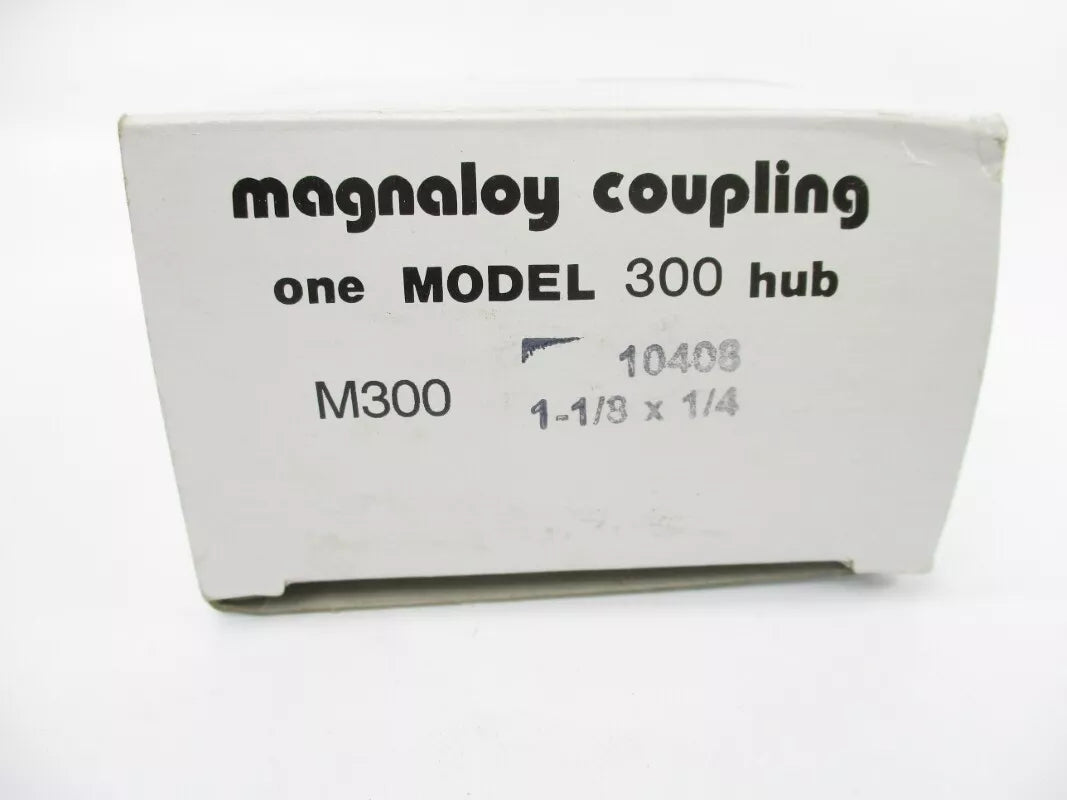 magnaloy coupling
one MODEL 300 hub
10408
M300
1-1/8 x 1/4